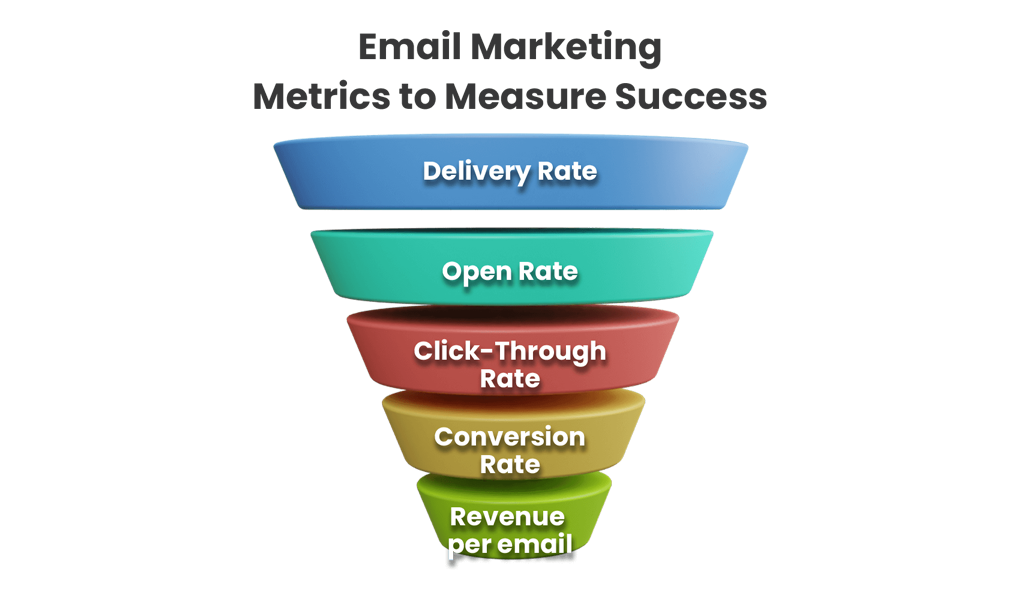 Email Marketing
Metrics to Measure Success
Delivery Rate
Open Rate
Click-Through
Rate
Conversion
Rate
Revenue
per email